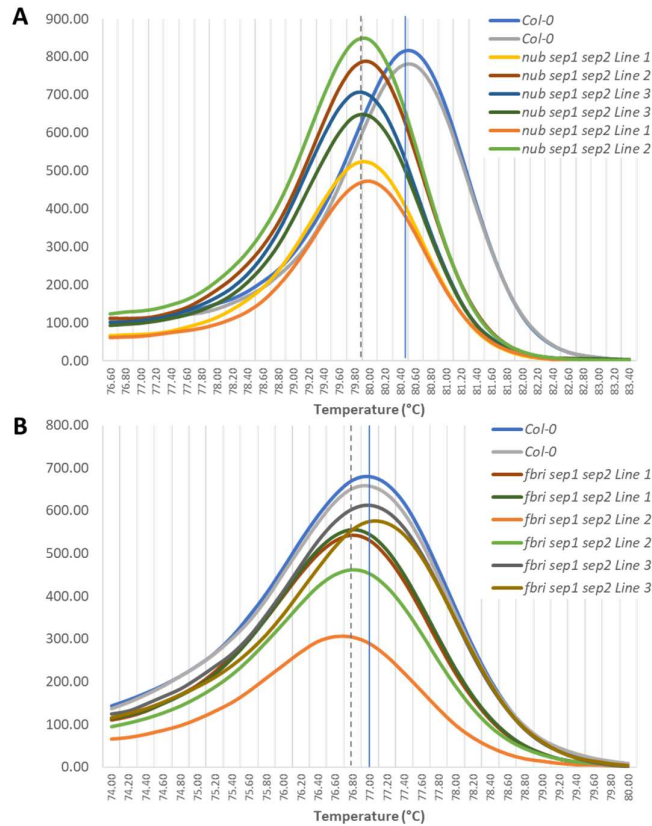 A
900.00
800.00
700.00
600.00
500.00
400.00
300.00
200.00
100.00
0.00
Col-0
Col-0
nub sep1 sep2 Line 1
nub sep1 sep2 Line 2
nub sep1 sep2 Line 3
nub sep1 sep2 Line 3
nub sep1 sep2 Line 1
nub sep1 sep2 Line 2
76.60 76.80 77.00 77.20 77.40 77.60 77.80 78.00 78.20 78.40 78.60 78.80 79.00 79.20 79.40 79.60 79.80 80.00 80.20 80.40 80.60 80.80 81.00 81.20 81.40 81.60 81.80 82.00 82.20 82.40 82.60 82.80 83.00 83.20 83.40
Temperature (°C)
B
800.00
700.00
600.00
500.00
400.00
300.00
200.00
100.00
0.00
Col-0
Col-0
fbri sep1 sep2 Line 1
fbri sep1 sep2 Line 1
fbri sep1 sep2 Line 2
fbri sep1 sep2 Line 2
fbri sep1 sep2 Line 3
fbri sep1 sep2 Line 3
74.00 74.20 74.40 74.60 74.80 75.00 75.20 75.40 75.60 75.80 76.00 76.20 76.40 76.60 76.80 77.00 77.20 77.40 77.60 77.80 78.00 78.20 78.40 78.60 78.80 79.00 79.20 79.40 79.60 79.80 80.00
Temperature (°C)